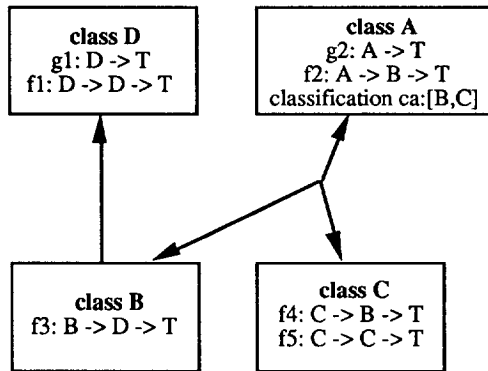 class D
g1: D -> T
f1: D -> D -> T
class A
g2: A -> T
f2: A -> B -> T
classification ca:[B,C]
class B
f3: B -> D -> T
class C
f4: C -> B -> T
f5: C -> C -> T